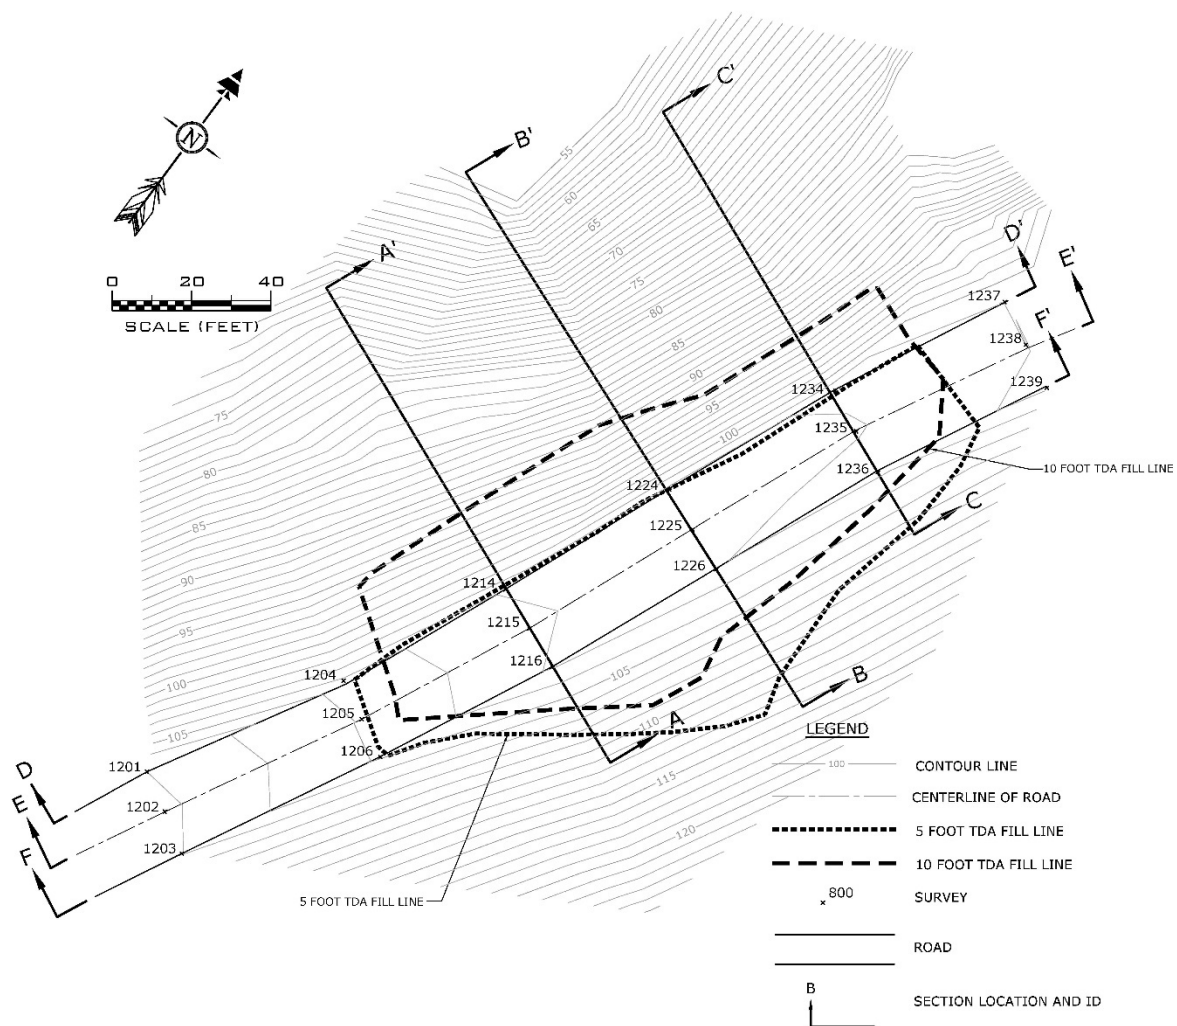 C'
B'
55
60
65
70
75
80
85
90
95
100
N
A'
0 20 40
SCALE (FEET)
D'
E'
F'
1237
1238
1239
1234
1235
1236
10 FOOT TDA FILL LINE
C
75
80
85
90
95
100
105
1224
1225
1226
1214
1215
1216
105
110
115
120
1204
1205
1206
A
B
1201
1202
1203
D
E
F
5 FOOT TDA FILL LINE
LEGEND
100 CONTOUR LINE
CENTERLINE OF ROAD
5 FOOT TDA FILL LINE
10 FOOT TDA FILL LINE
800 SURVEY
ROAD
B SECTION LOCATION AND ID